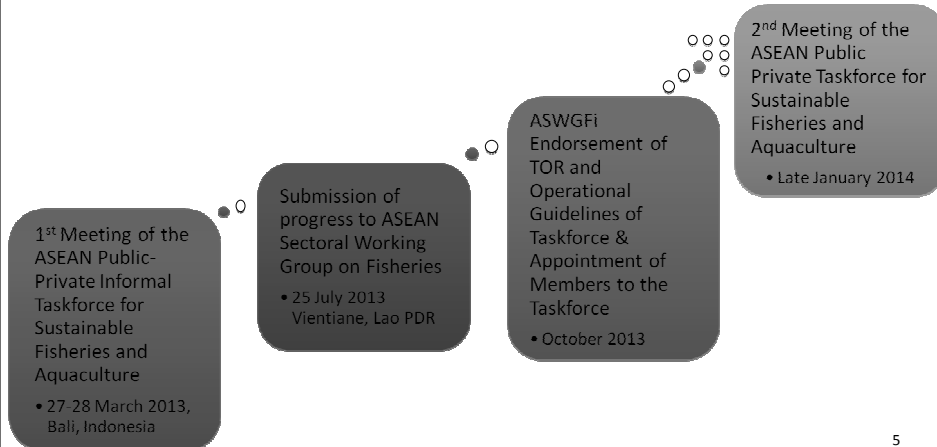 1st Meeting of the
ASEAN Public-
Private Informal
Taskforce for
Sustainable
Fisheries and
Aquaculture
• 27-28 March 2013,
Bali, Indonesia
Submission of
progress to ASEAN
Sectoral Working
Group on Fisheries
• 25 July 2013
Vientiane, Lao PDR
ASWGFi
Endorsement of
TOR and
Operational
Guidelines of
Taskforce &
Appointment of
Members to the
Taskforce
• October 2013
2nd Meeting of the
ASEAN Public
Private Taskforce for
Sustainable
Fisheries and
Aquaculture
• Late January 2014
5